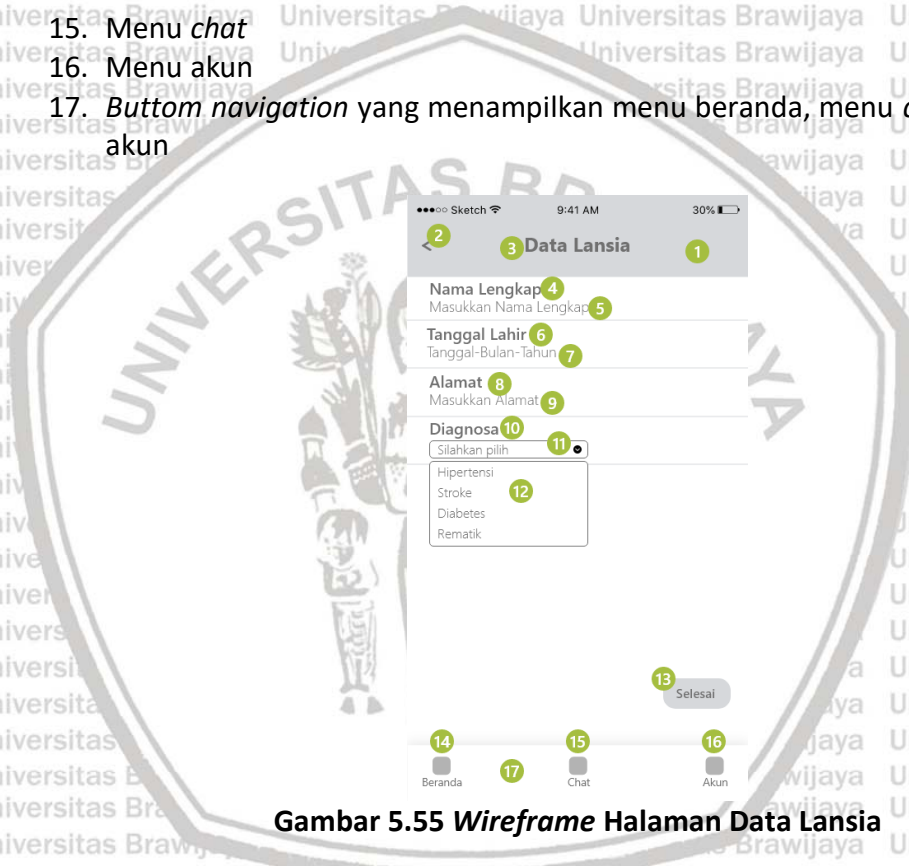 15. Menu chat
16. Menu akun
17. Buttom navigation yang menampilkan menu beranda, menu
akun
Sketch 9:41 AM 30%
< 2
3 Data Lansia 1
Nama Lengkap 4
Masukkan Nama Lengkap 5
Tanggal Lahir 6
Tanggal-Bulan-Tahun 7
Alamat 8
Masukkan Alamat 9
Diagnosa 10
Silahkan pilih 11
Hipertensi
Stroke 12
Diabetes
Rematik
13
Selesai
14 15 16
17
Beranda Chat Akun
Gambar 5.55 Wireframe Halaman Data Lansia
Universitas Brawijaya